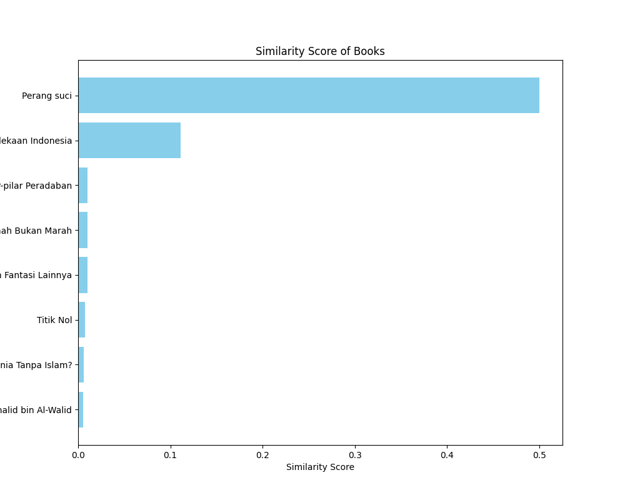 Similarity Score of Books
Perang suci
lekaan Indonesia
-pilar Peradaban
ah Bukan Marah
Fantasi Lainnya
Titik Nol
nia Tanpa Islam?
alid bin Al-Walid
0.0 0.1 0.2 0.3 0.4 0.5
Similarity Score